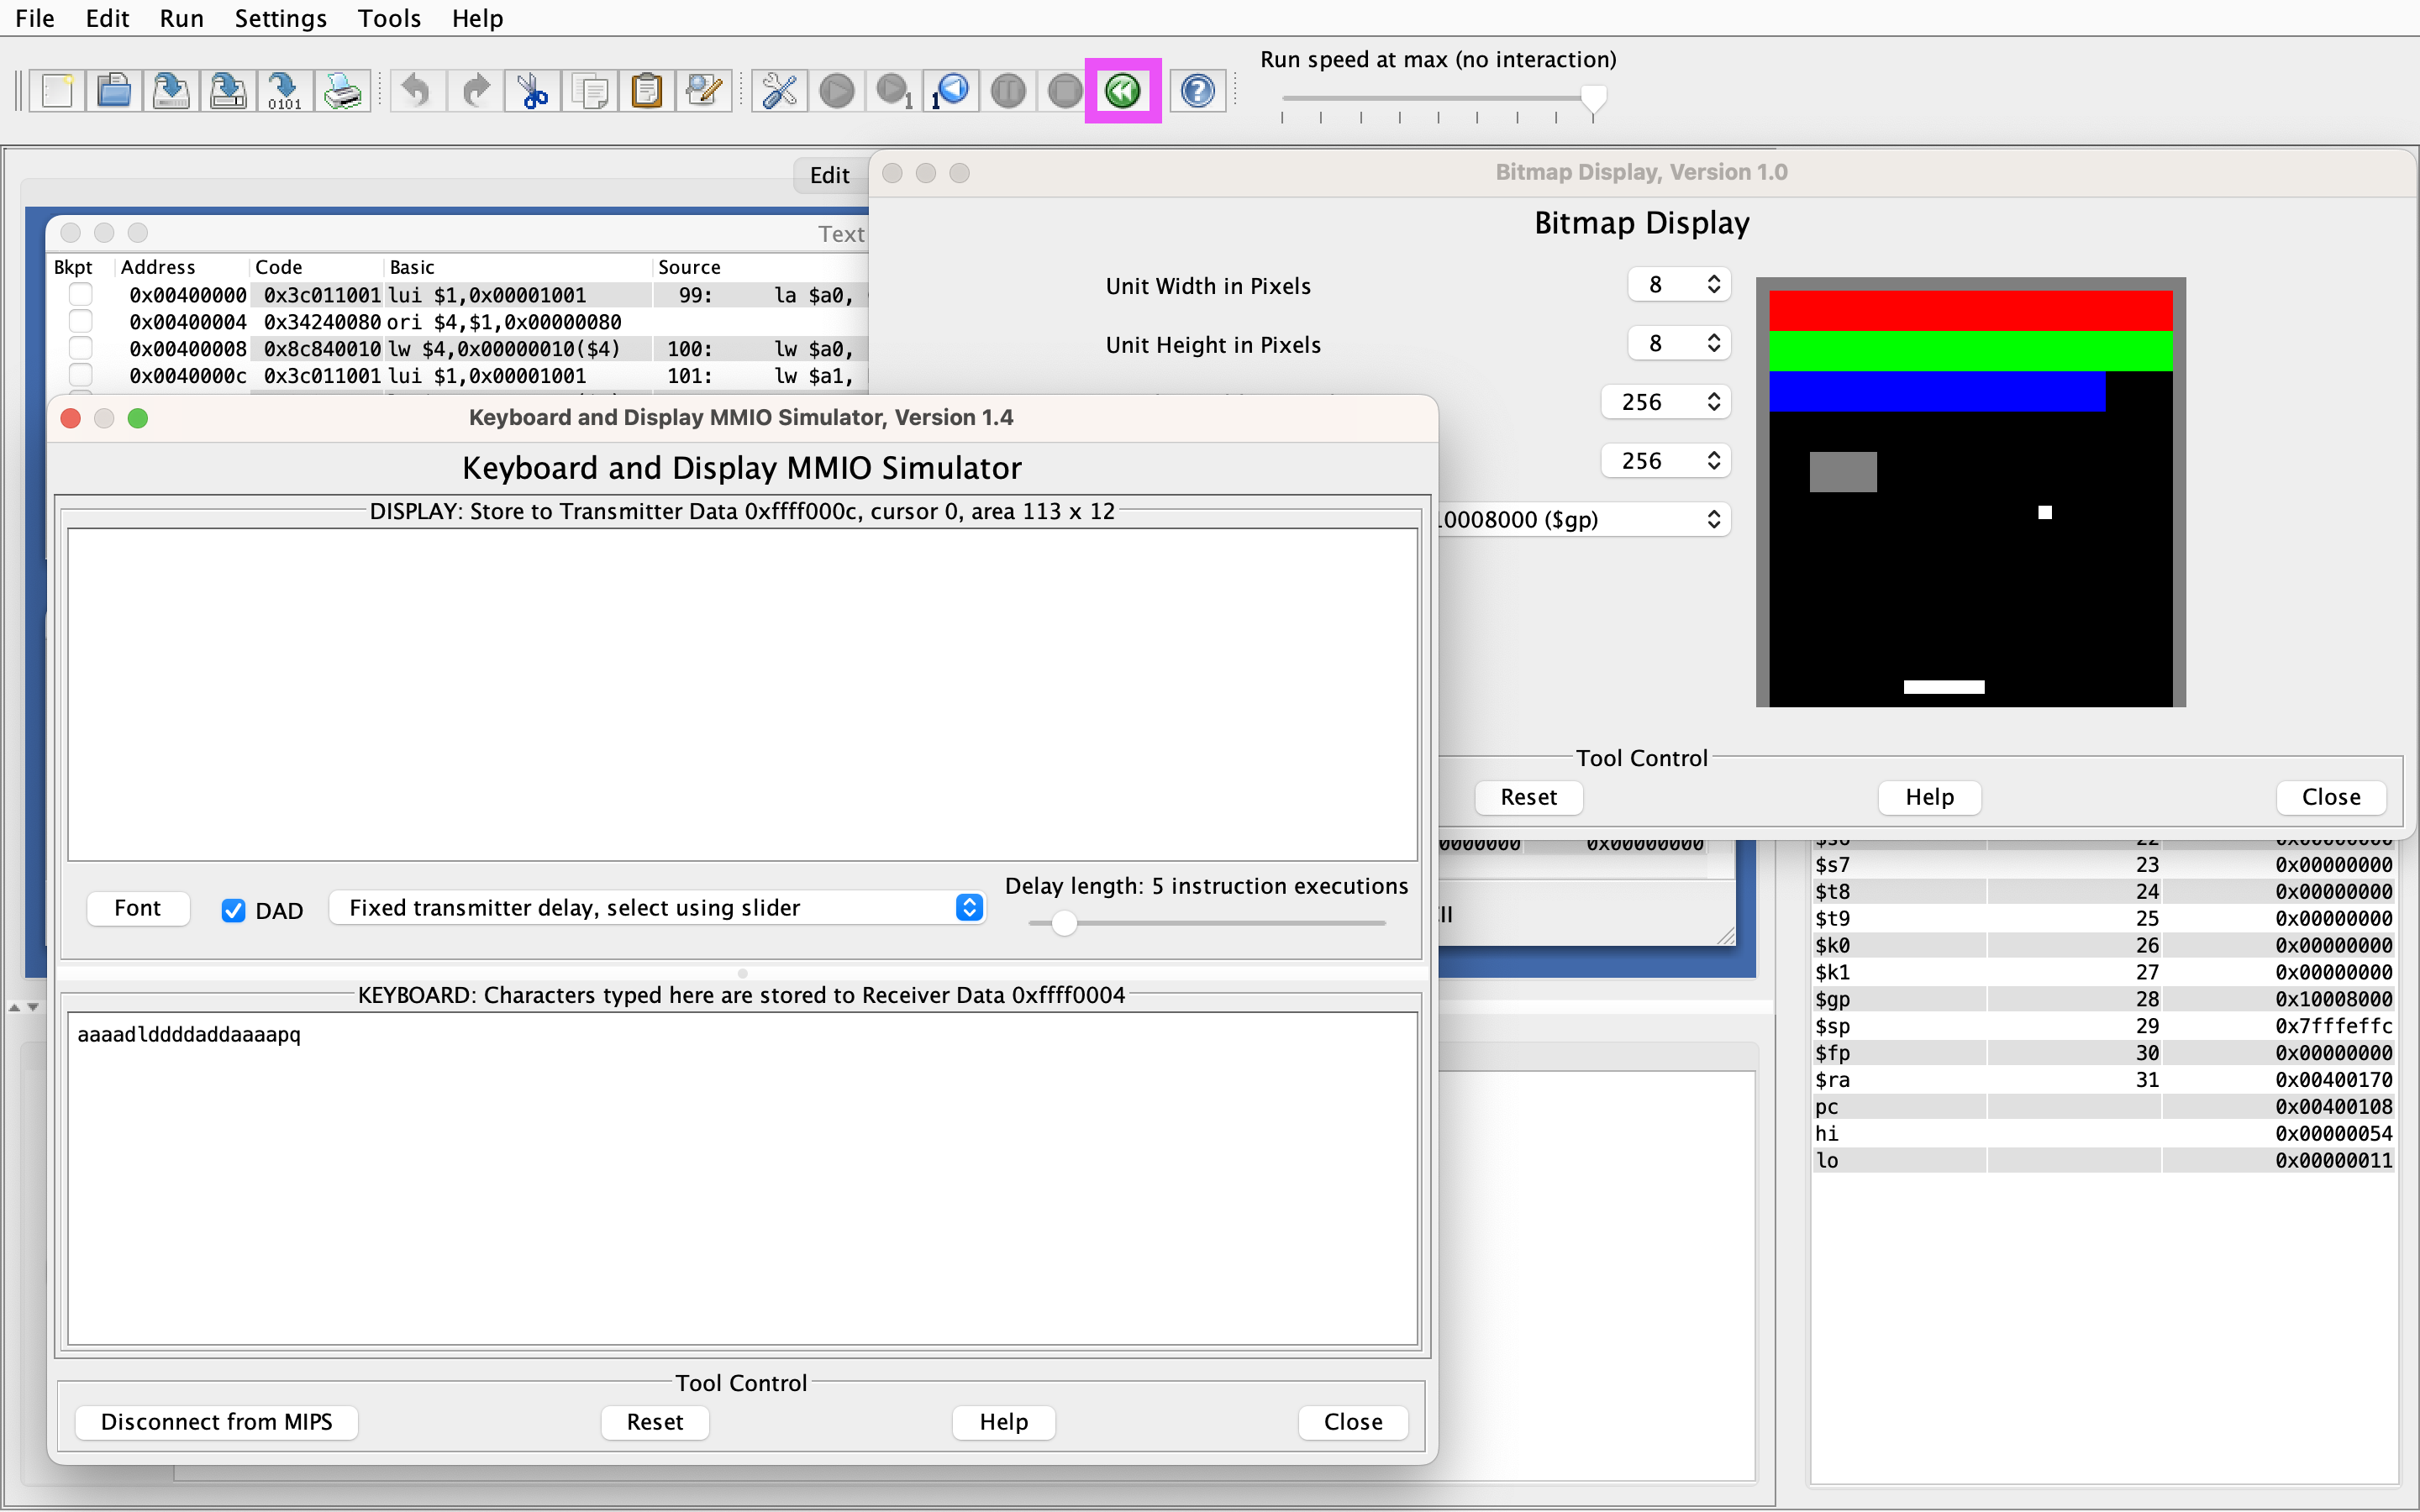 File Edit Run Settings Tools Help
Run speed at max (no interaction)
0101
1
1
Edit
Bitmap Display, Version 1.0
Bitmap Display
Text
Bkpt Address Code Basic Source
0x00400000 0x3c011001 lui $1,0x00001001 99: la $a0,
0x00400004 0x34240080 ori $4,$1,0x00000080
0x00400008 0x8c840010 lw $4,0x00000010($4) 100: lw $a0,
0x0040000c 0x3c011001 lui $1,0x00001001 101: lw $a1,
Unit Width in Pixels 8
Unit Height in Pixels 8
256
256
10008000 ($gp)
Tool Control
Reset Help Close
Keyboard and Display MMIO Simulator, Version 1.4
Keyboard and Display MMIO Simulator
DISPLAY: Store to Transmitter Data 0xffff000c, cursor 0, area 113 x 12
Font DAD Fixed transmitter delay, select using slider
Delay length: 5 instruction executions
KEYBOARD: Characters typed here are stored to Receiver Data 0xffff0004
aaaadlddddaddaaaapq
Tool Control
Disconnect from MIPS Reset Help Close
0x00000000
$s7 23 0x00000000
$t8 24 0x00000000
$t9 25 0x00000000
$k0 26 0x00000000
$k1 27 0x00000000
$gp 28 0x10008000
$sp 29 0x7fffeffc
$fp 30 0x00000000
$ra 31 0x00400170
pc 0x00400108
hi 0x00000054
lo 0x00000011